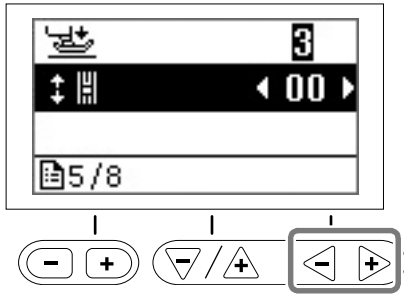 3
00
5/8
- + - / + - +